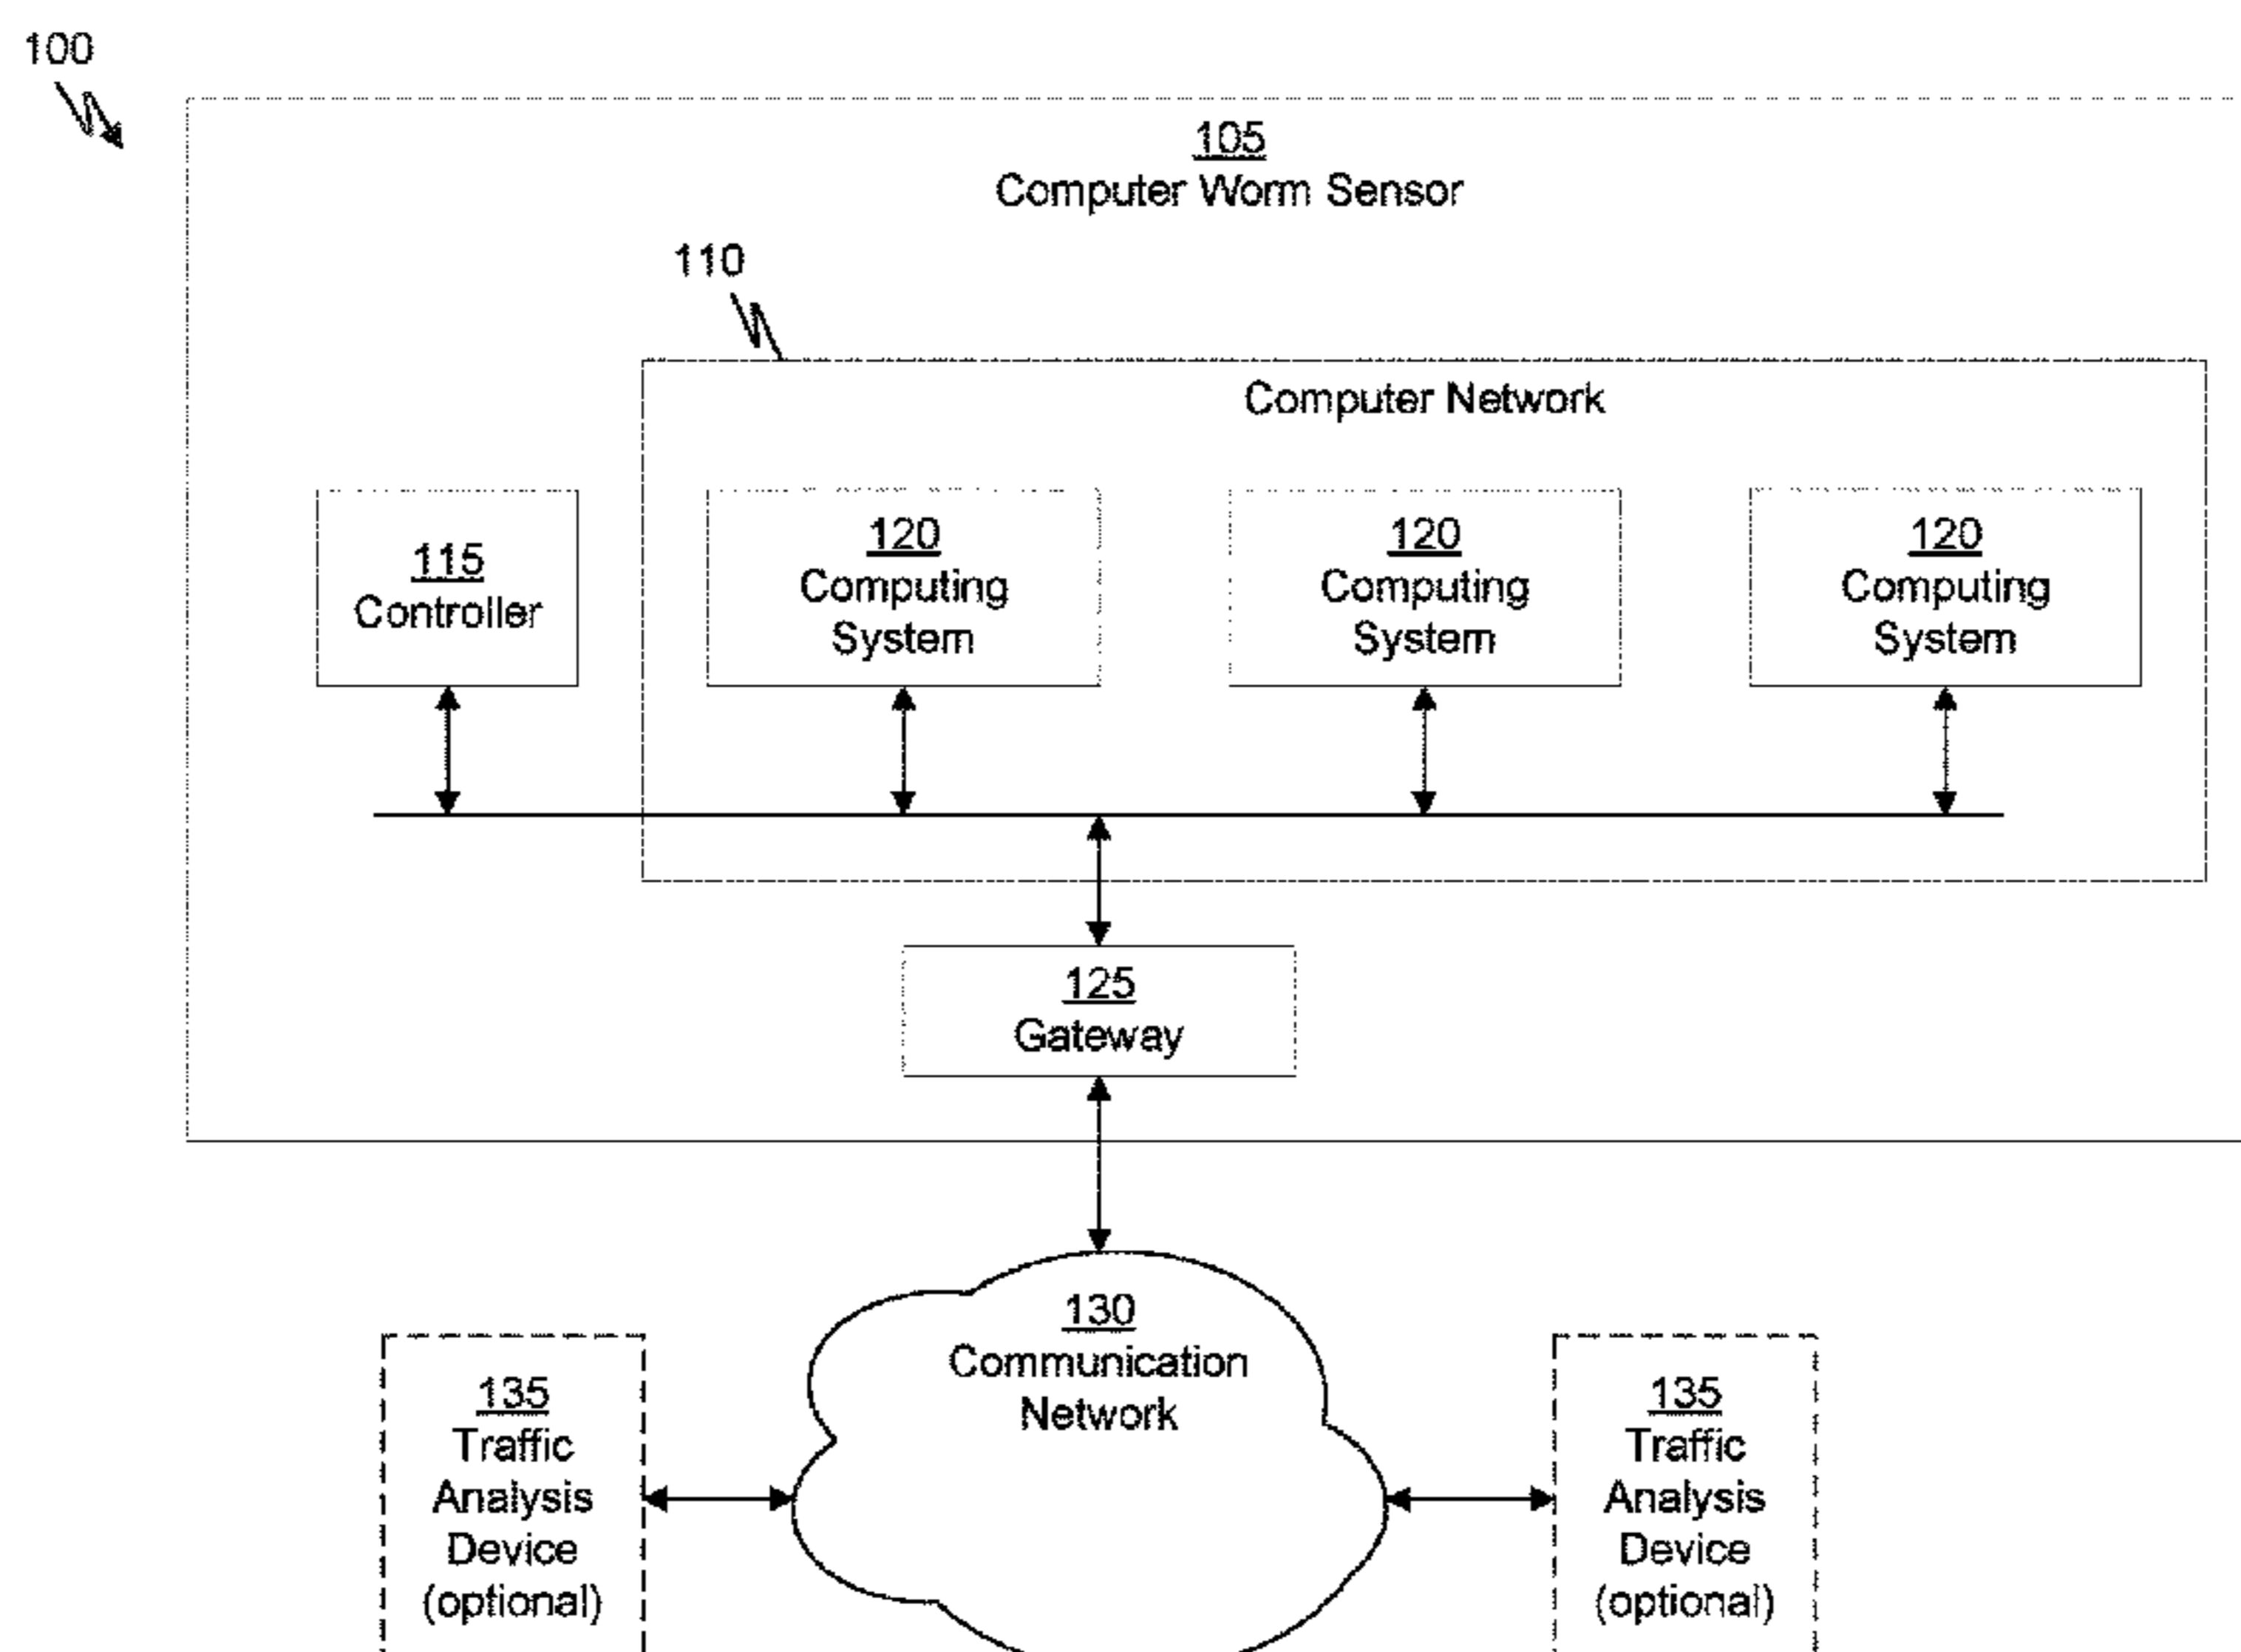 100
105
Computer Worm Sensor
110
Computer Network
115
Controller
120
Computing
System
120
Computing
System
120
Computing
System
125
Gateway
130
Communication
Network
135
Traffic
Analysis
Device
(optional)
135
Traffic
Analysis
Device
(optional)